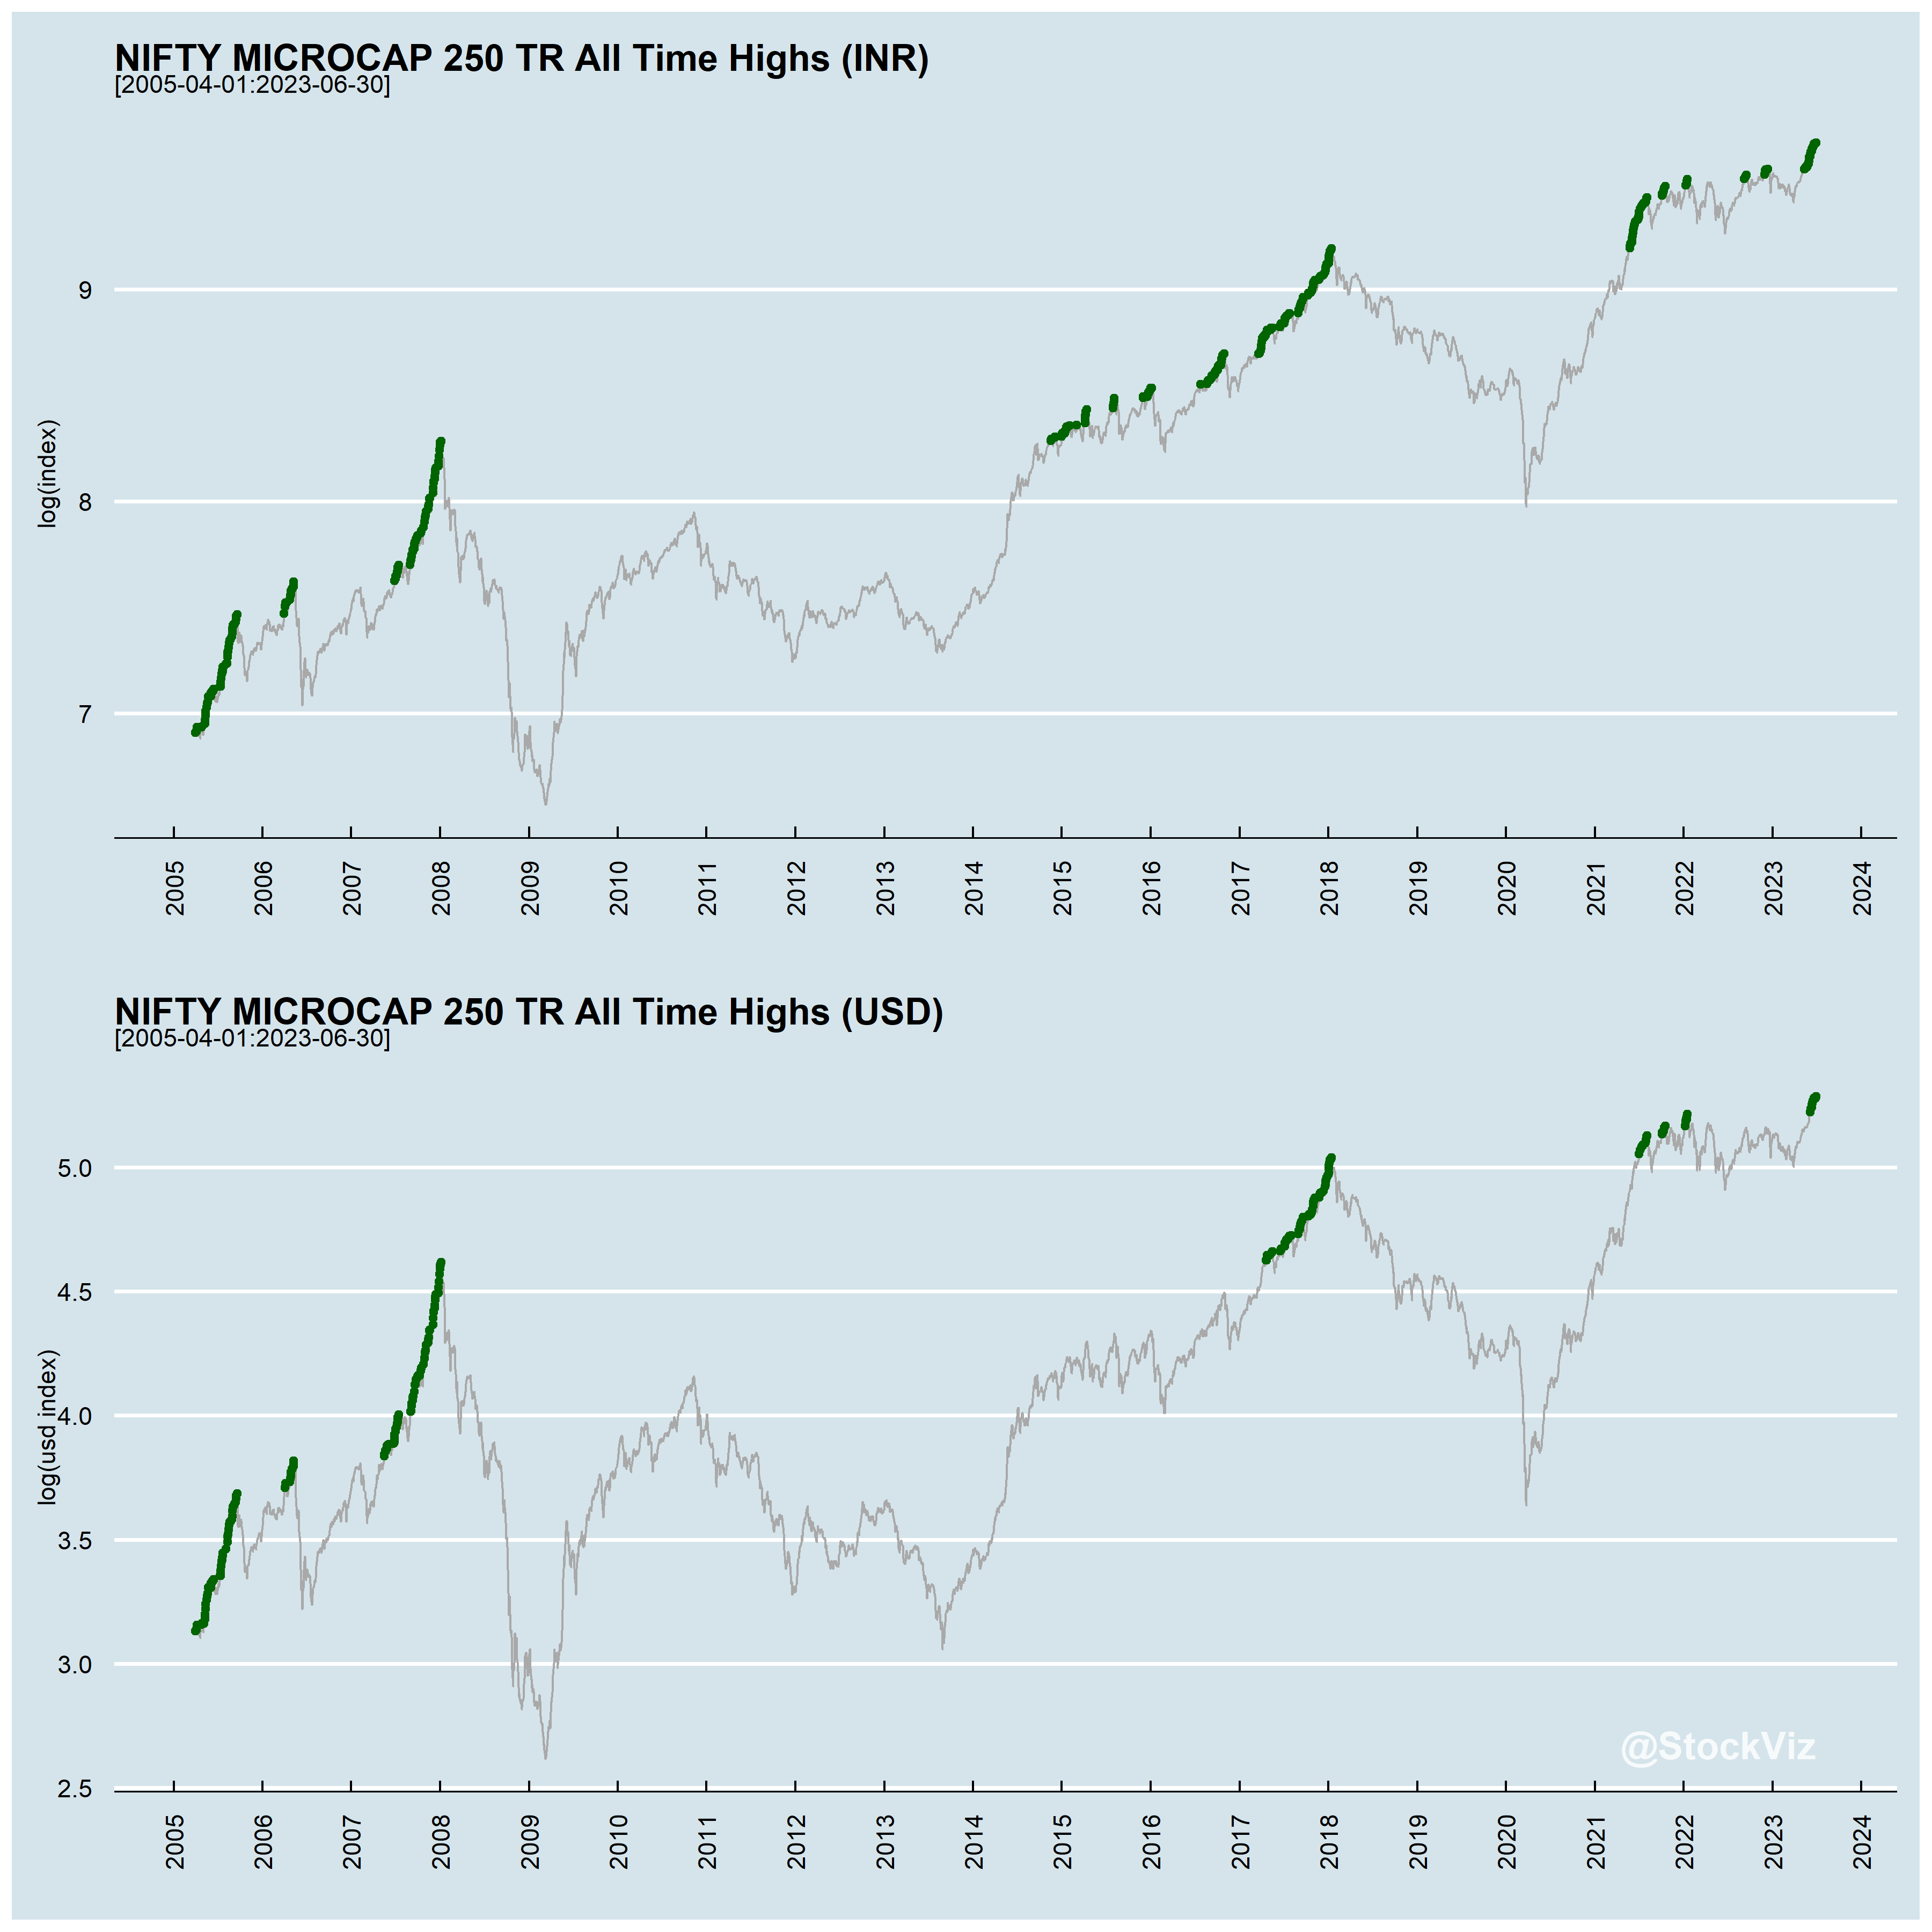 NIFTY MICROCAP 250 TR All Time Highs (INR)
[2005-04-01:2023-06-30]
log(index)
9
8
7
2005 2006 2007 2008 2009 2010 2011 2012 2013 2014 2015 2016 2017 2018 2019 2020 2021 2022 2023 2024
NIFTY MICROCAP 250 TR All Time Highs (USD)
[2005-04-01:2023-06-30]
log(usd index)
5.0
4.5
4.0
3.5
3.0
2.5
@StockViz
2005 2006 2007 2008 2009 2010 2011 2012 2013 2014 2015 2016 2017 2018 2019 2020 2021 2022 2023 2024